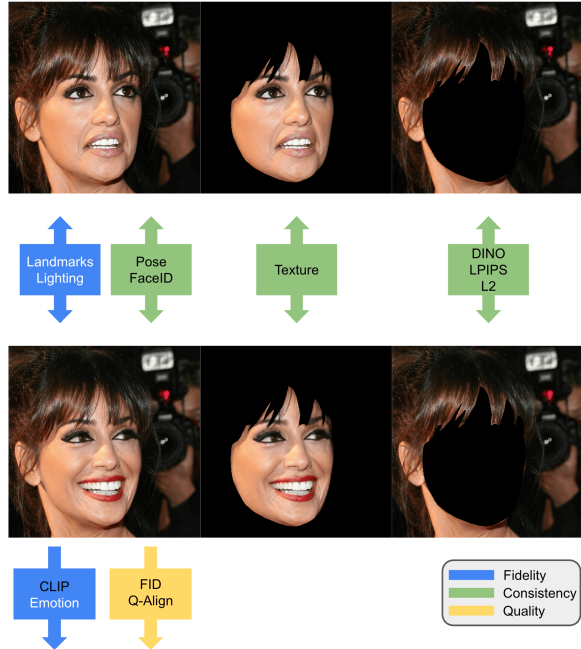 Landmarks
Lighting
Pose
FaceID
Texture
DINO
LPIPS
L2
CLIP
Emotion
FID
Q-Align
Fidelity
Consistency
Quality